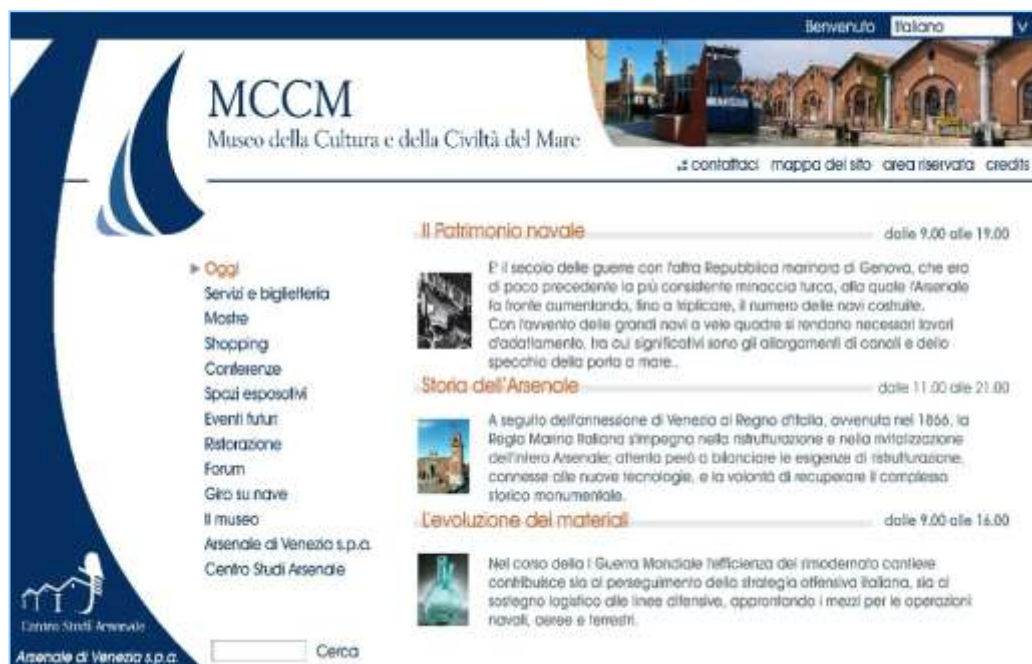 Benvenuto Italiano
MCCM
Museo della Cultura e della Civiltà del Mare
contattaci mappa del sito area riservata credits
Il Patrimonio navale dalle 9.00 alle 19.00
E' il secolo delle guerre con l'altra Repubblica marinara di Genova, che era
di poco precedente la più consistente minaccia turca, alla quale l'Arsenale
fa fronte aumentando, fino a triplicare, il numero delle navi costruite.
Con l'avvento delle grandi navi a vele quadre si rendono necessari lavori
d'adattamento, tra cui significativi sono gli allargamenti di canali e dello
specchio della porta a mare..
Storia dell'Arsenale dalle 11.00 alle 21.00
A seguito dell'annessione di Venezia al Regno d'Italia, avvenuta nel 1866, la
Regia Marina Italiana s'impegna nella ristrutturazione e nella rivitalizzazione
dell'intero Arsenale; attenta però a bilanciare le esigenze di ristrutturazione,
connesse alle nuove tecnologie, e la volontà di recuperare il complesso
storico monumentale.
L'evoluzione dei materiali dalle 9.00 alle 16.00
Nel corso della I Guerra Mondiale l'efficienza del rimodernato cantiere
contribuisce sia al perseguimento della strategia offensiva italiana, sia al
sostegno logistico alle linee difensive, approntando i mezzi per le operazioni
navali, aeree e terrestri.
Oggi
Servizi e biglietteria
Mostre
Shopping
Conferenze
Spazi espositivi
Eventi futuri
Ristorazione
Forum
Giro su nave
Il museo
Arsenale di Venezia s.p.a.
Centro Studi Arsenale
Cerca
Centro Studi Arsenale
Arsenale di Venezia s.p.a.